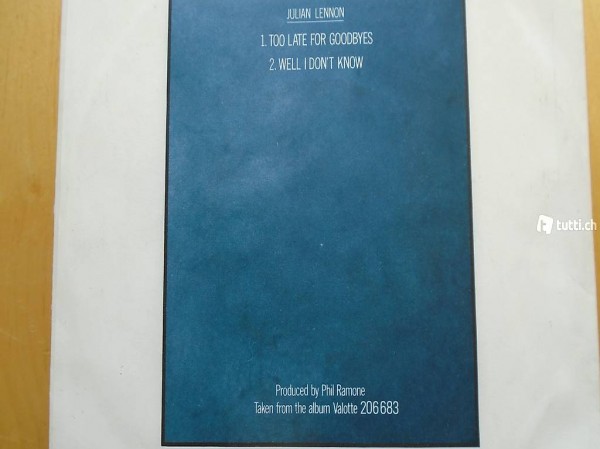 JULIAN LENNON
1. TOO LATE FOR GOODBYES
2. WELL I DON'T KNOW
tutti.ch
Produced by Phil Ramone
Taken from the album Valotte 206 683